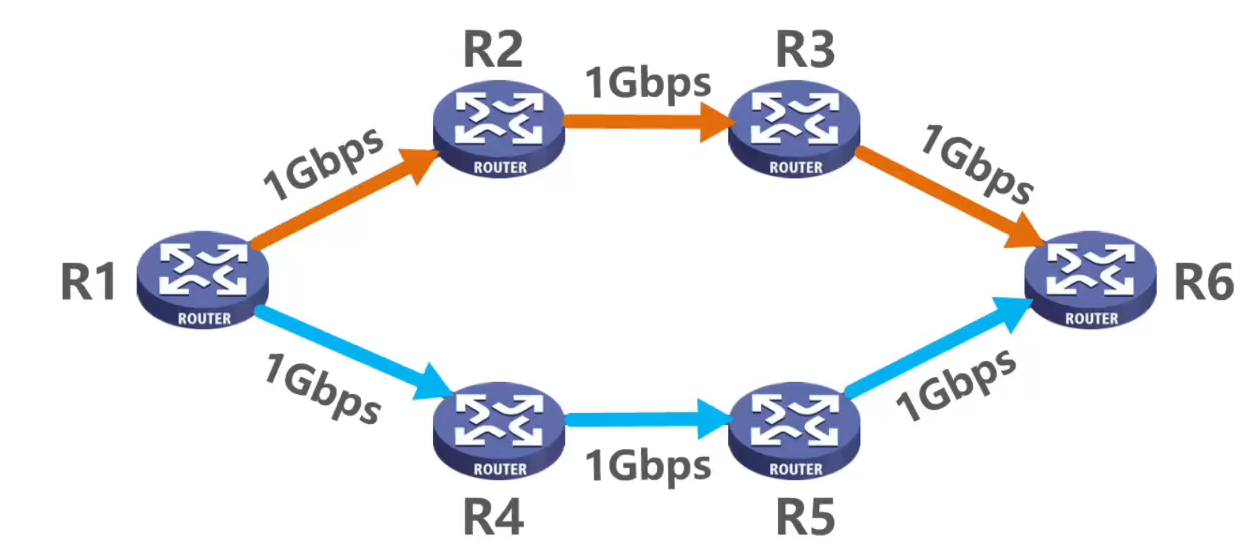 R2
R3
1Gbps
ROUTER
ROUTER
1Gbps
1Gbps
R1
ROUTER
R6
ROUTER
1Gbps
1Gbps
1Gbps
ROUTER
ROUTER
R4
R5